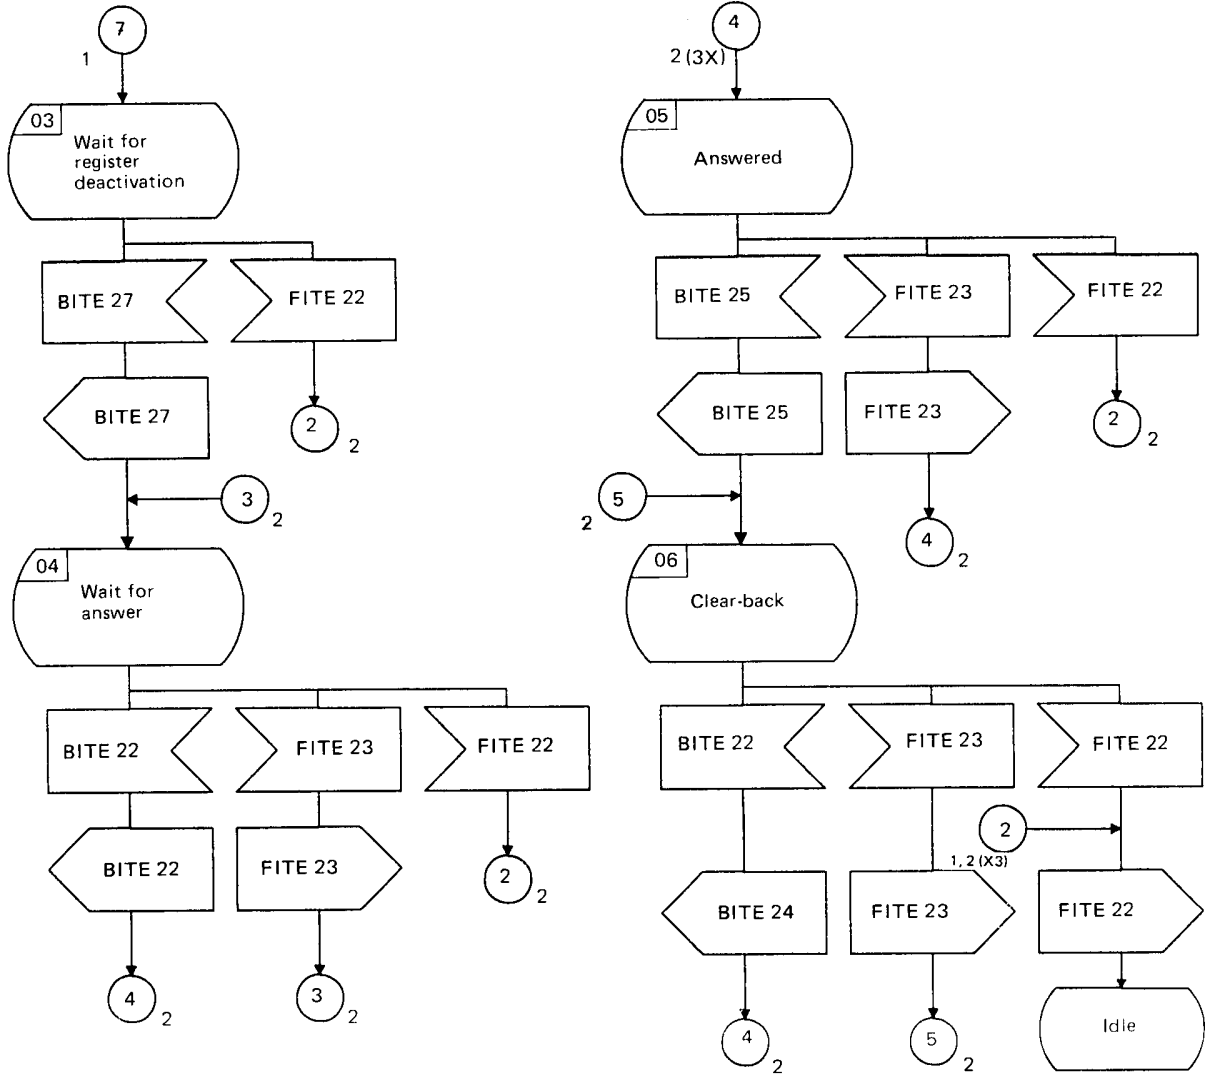 7
1
03
Wait for
register
deactivation
BITE 27
FITE 22
BITE 27
2
2
3
2
04
Wait for
answer
BITE 22
FITE 23
FITE 22
BITE 22
FITE 23
2
2
4
2
3
2
4
2 (3X)
05
Answered
BITE 25
FITE 23
FITE 22
BITE 25
FITE 23
2
2
5
2
4
2
06
Clear-back
BITE 22
FITE 23
FITE 22
2
1, 2 (X3)
BITE 24
FITE 23
FITE 22
4
2
5
2
Idle